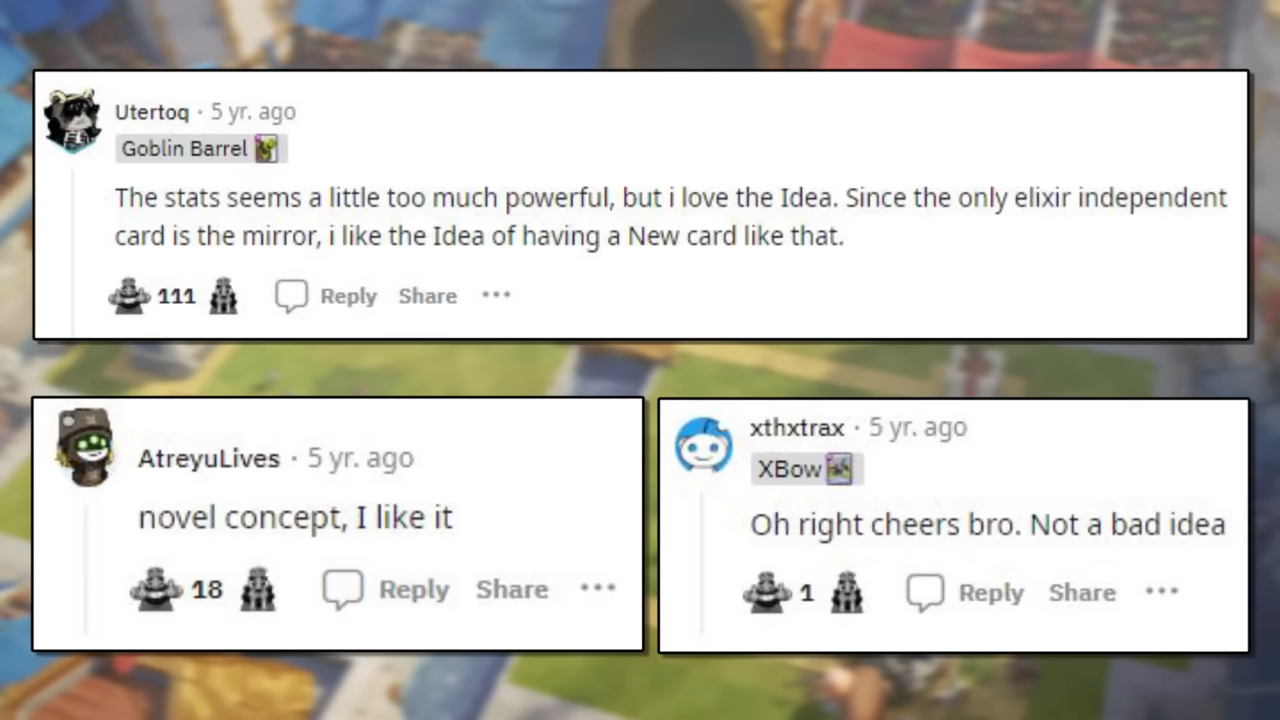 Utertoq · 5 yr. ago
Goblin Barrel
The stats seems a little too much powerful, but i love the Idea. Since the only elixir independent
card is the mirror, i like the Idea of having a New card like that.
111 Reply Share ···
AtreyuLives · 5 yr. ago
novel concept, I like it
18 Reply Share ···
xthxtrax · 5 yr. ago
XBow
Oh right cheers bro. Not a bad idea
1 Reply Share ···